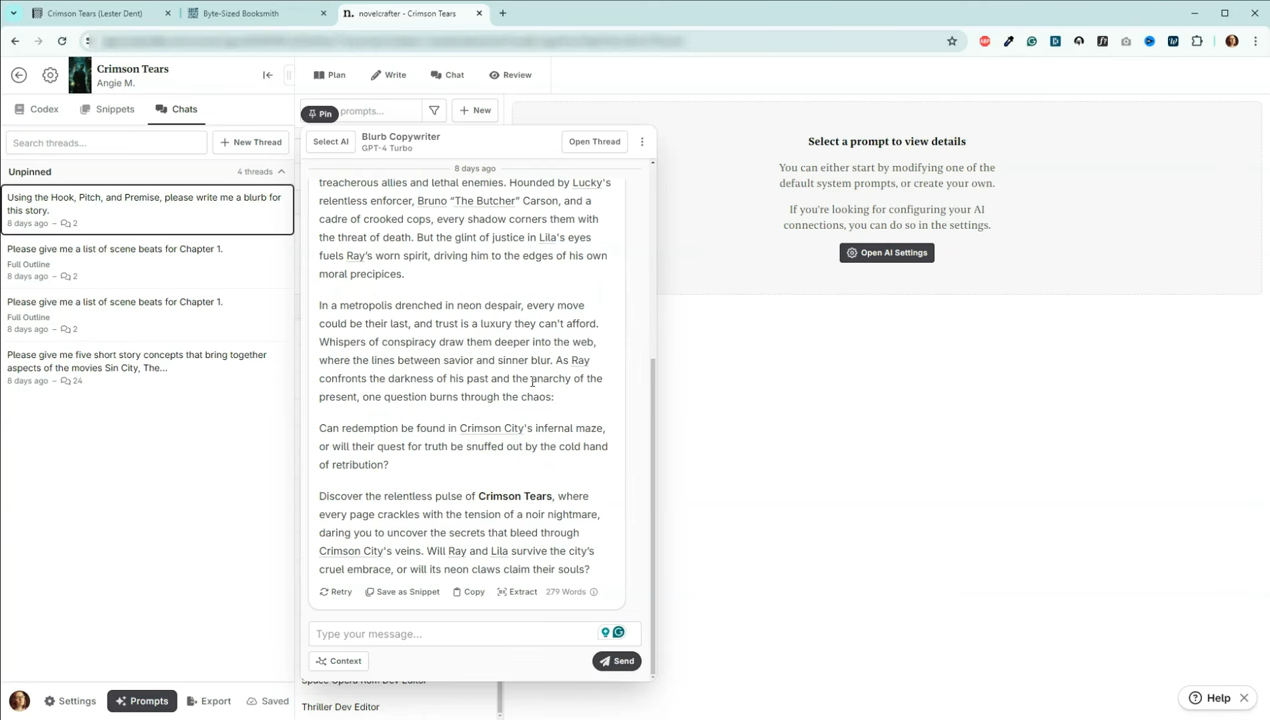 Crimson Tears (Lester Dent)
Byte-Sized Booksmith
novelcrafter - Crimson Tears
Crimson Tears
Angie M.
Codex
Snippets
Chats
Search threads...
New Thread
Unpinned
4 threads
Using the Hook, Pitch, and Premise, please write me a blurb for
this story.
8 days ago – 2
Please give me a list of scene beats for Chapter 1.
Full Outline
8 days ago – 2
Please give me a list of scene beats for Chapter 1.
Full Outline
8 days ago – 2
Please give me five short story concepts that bring together
aspects of the movies Sin City, The...
8 days ago – 24
Settings
Prompts
Export
Saved
Plan
Write
Chat
Review
Pin
prompts...
New
Select AI
Blurb Copywriter
GPT-4 Turbo
Open Thread
8 days ago
treacherous allies and lethal enemies. Hounded by Lucky's
relentless enforcer, Bruno “The Butcher” Carson, and a
cadre of crooked cops, every shadow corners them with
the threat of death. But the glint of justice in Lila's eyes
fuels Ray’s worn spirit, driving him to the edges of his own
moral precipices.
In a metropolis drenched in neon despair, every move
could be their last, and trust is a luxury they can’t afford.
Whispers of conspiracy draw them deeper into the web,
where the lines between savior and sinner blur. As Ray
confronts the darkness of his past and the anarchy of the
present, one question burns through the chaos:
Can redemption be found in Crimson City's infernal maze,
or will their quest for truth be snuffed out by the cold hand
of retribution?
Discover the relentless pulse of Crimson Tears, where
every page crackles with the tension of a noir nightmare,
daring you to uncover the secrets that bleed through
Crimson City's veins. Will Ray and Lila survive the city’s
cruel embrace, or will its neon claws claim their souls?
Retry
Save as Snippet
Copy
Extract
279 Words
Type your message...
Context
Send
Thriller Dev Editor
Select a prompt to view details
You can either start by modifying one of the
default system prompts, or create your own.
If you're looking for configuring your AI
connections, you can do so in the settings.
Open AI Settings
Help